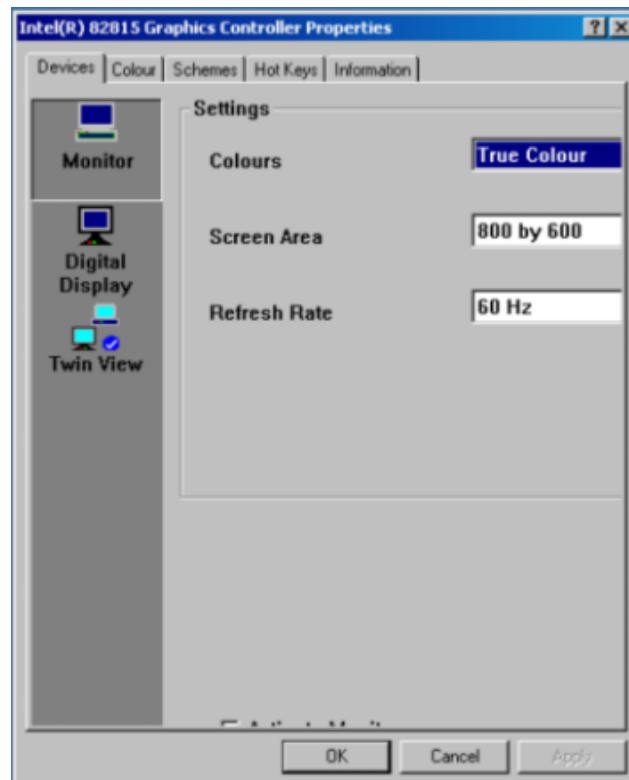 Intel(R) 82815 Graphics Controller Properties
Devices Colour Schemes Hot Keys Information
Settings
Monitor
Colours True Colour
Digital
Display
Screen Area 800 by 600
Refresh Rate 60 Hz
Twin View
OK Cancel Apply